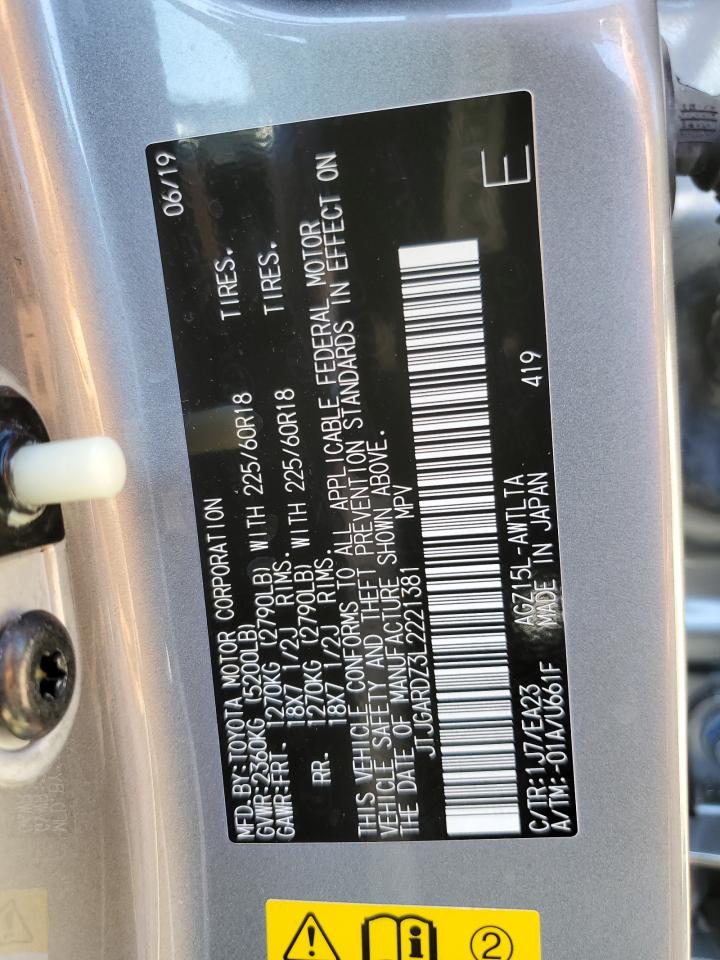 06/19
MFD.BY:TOYOTA MOTOR CORPORATION
GVWR:2360KG (5200LB)
GAWR:FRT. 1270KG (2790LB) WITH 225/60R18 TIRES.
18X7 1/2J RIMS.
RR. 1270KG (2790LB) WITH 225/60R18 TIRES.
18X7 1/2J RIMS.
THIS VEHICLE CONFORMS TO ALL APPLICABLE FEDERAL MOTOR
VEHICLE SAFETY AND THEFT PREVENTION STANDARDS IN EFFECT ON
THE DATE OF MANUFACTURE SHOWN ABOVE.
JTJGARDZ3L2221381 MPV
E
C/TR:1J7/EA23 AGZ15L-AWTLTA 419
A/TM:-01A/U661F MADE IN JAPAN
2